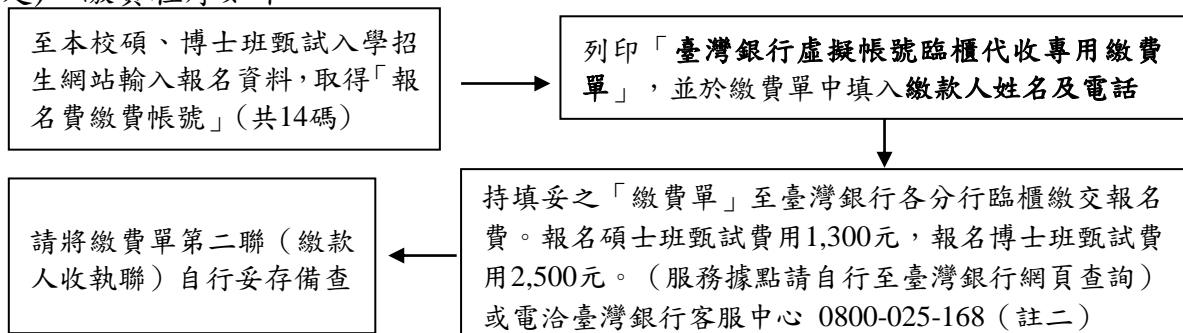 至本校碩、博士班甄試入學招
生網站輸入報名資料,取得「報
名費繳費帳號」(共14碼)
列印「臺灣銀行虛擬帳號臨櫃代收專用繳費
單」,並於繳費單中填入繳款人姓名及電話
持填妥之「繳費單」至臺灣銀行各分行臨櫃繳交報名
費。報名碩士班甄試費用1,300元,報名博士班甄試費
用2,500元。(服務據點請自行至臺灣銀行網頁查詢)
或電洽臺灣銀行客服中心 0800-025-168(註二)
請將繳費單第二聯(繳款
人收執聯)自行妥存備查